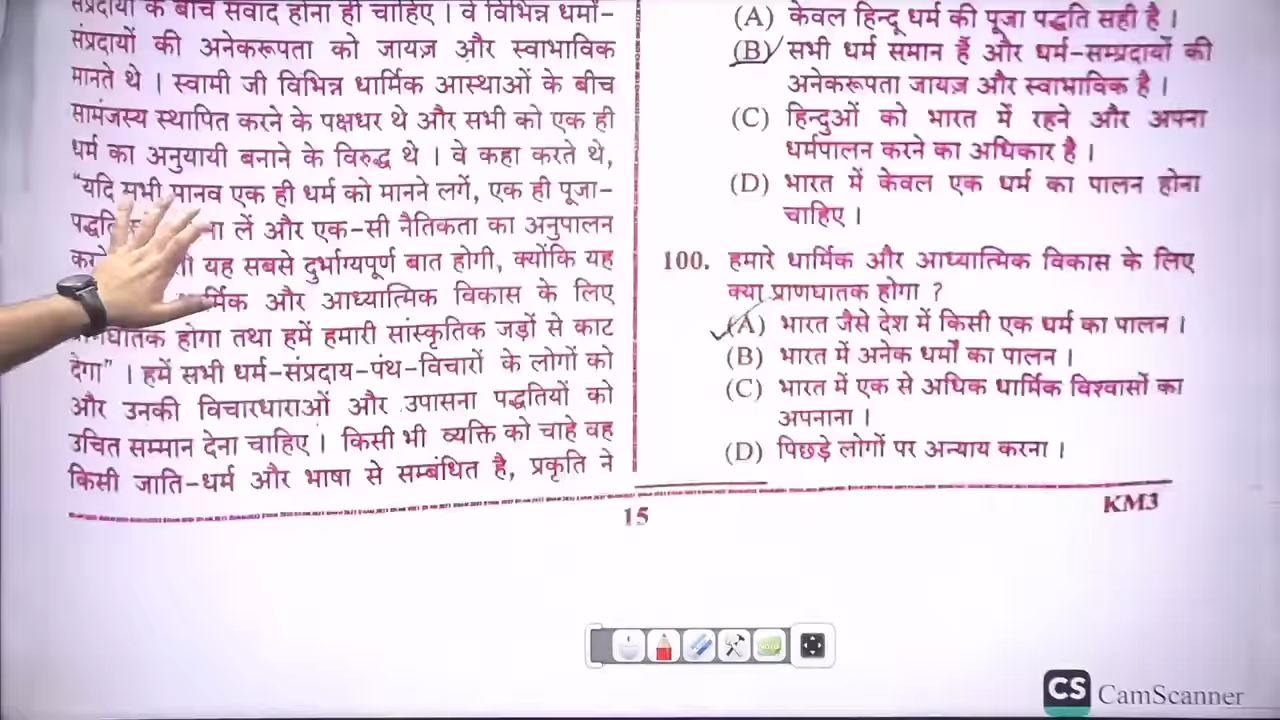 संप्रदायों के बीच संवाद होना ही चाहिए । वे विभिन्न धर्मों-
संप्रदायों की अनेकरूपता को जायज़ और स्वाभाविक
मानते थे । स्वामी जी विभिन्न धार्मिक आस्थाओं के बीच
सामंजस्य स्थापित करने के पक्षधर थे और सभी को एक ही
धर्म का अनुयायी बनाने के विरुद्ध थे । वे कहा करते थे,
“यदि सभी मानव एक ही धर्म को मानने लगें, एक ही पूजा-
लें और एक-सी नैतिकता का अनुपालन
यह सबसे दुर्भाग्यपूर्ण बात होगी, क्योंकि यह
और आध्यात्मिक विकास के लिए
होगा तथा हमें हमारी सांस्कृतिक जड़ों से काट
देगा” । हमें सभी धर्म-संप्रदाय-पंथ-विचारों के लोगों को
और उनकी विचारधाराओं और उपासना पद्धतियों को
उचित सम्मान देना चाहिए । किसी भी व्यक्ति को चाहे वह
किसी जाति-धर्म और भाषा से सम्बंधित है, प्रकृति ने
(A) केवल हिन्दू धर्म की पूजा पद्धति सही है ।
(B) सभी धर्म समान हैं और धर्म-सम्प्रदायों की
अनेकरूपता जायज़ और स्वाभाविक है ।
(C) हिन्दुओं को भारत में रहने और अपना
धर्मपालन करने का अधिकार है ।
(D) भारत में केवल एक धर्म का पालन होना
चाहिए ।
100. हमारे धार्मिक और आध्यात्मिक विकास के लिए
क्या प्राणघातक होगा ?
(A) भारत जैसे देश में किसी एक धर्म का पालन ।
(B) भारत में अनेक धर्मों का पालन ।
(C) भारत में एक से अधिक धार्मिक विश्वासों का
अपनाना ।
(D) पिछड़े लोगों पर अन्याय करना ।
15
KM3
CS CamScanner